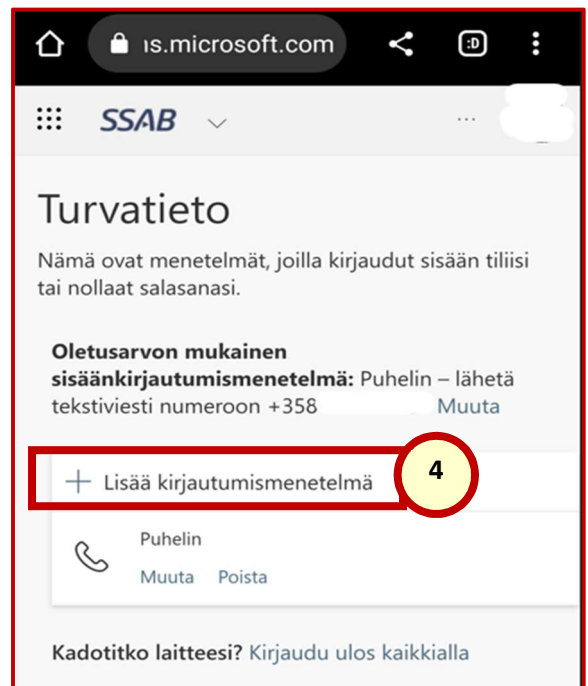 ıs.microsoft.com :D
SSAB
Turvatieto
Nämä ovat menetelmät, joilla kirjaudut sisään tiliisi
tai nollaat salasanasi.
Oletusarvon mukainen
sisäänkirjautumismenetelmä: Puhelin – lähetä
tekstiviesti numeroon +358 Muuta
+ Lisää kirjautumismenetelmä 4
Puhelin
Muuta Poista
Kadotitko laitteesi? Kirjaudu ulos kaikkialla